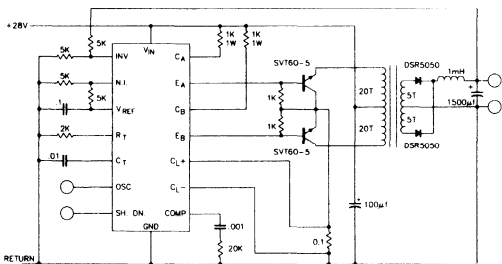 +28V
5K
1K
1W
1K
1W
DSR5050
INV
VIN
CA
5K
SVT60-5
1mH
5K
N.I.
EA
+
5K
1K
20T
5T
1500µf
.1
VREF
CB
20T
5T
2K
RT
EB
1K
SVT60-5
DSR5050
.01
CT
CL+
OSC
CL-
+
100µf
SH. DN.
COMP
.001
GND
20K
0.1
RETURN